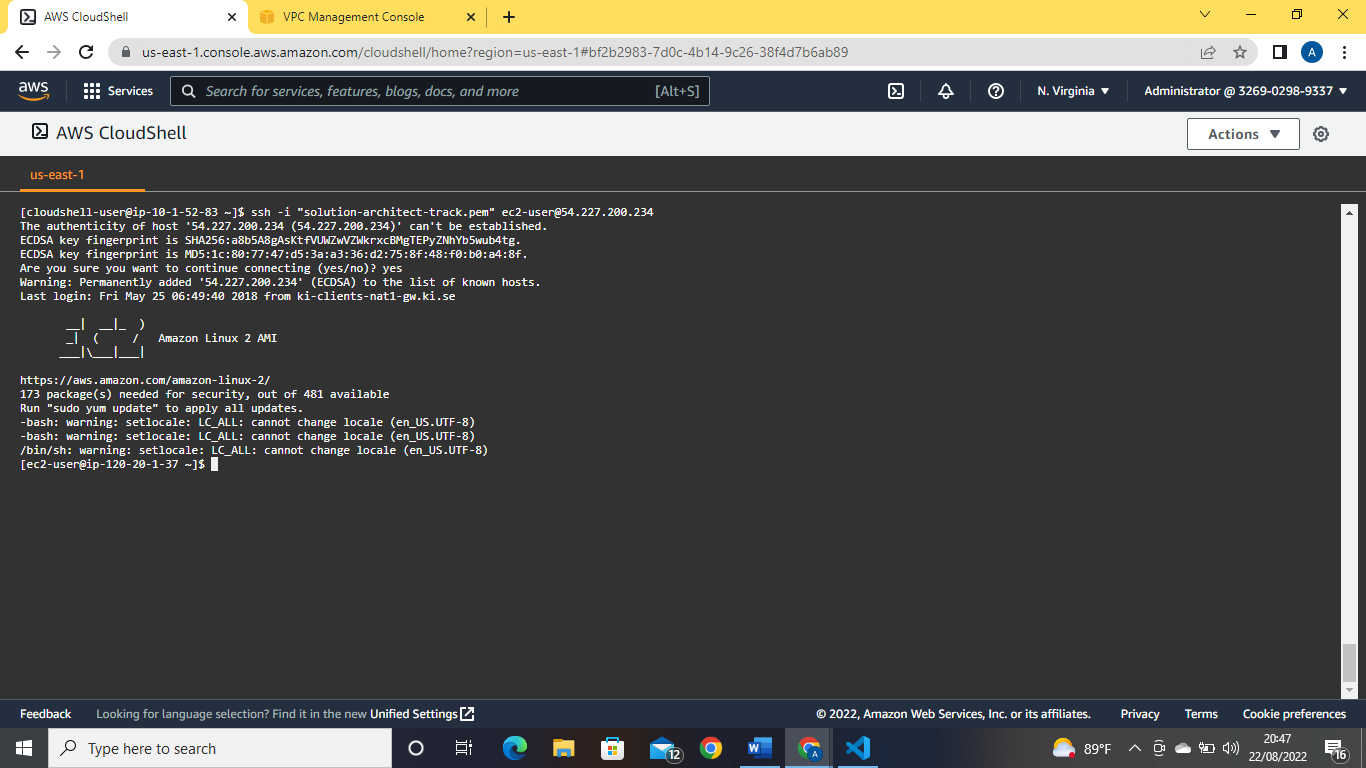 AWS CloudShell
VPC Management Console
us-east-1.console.aws.amazon.com/cloudshell/home?region=us-east-1#bf2b2983-7d0c-4b14-9c26-38f4d7b6ab89
A
aws
Services
Search for services, features, blogs, docs, and more
[Alt+S]
N. Virginia
Administrator @ 3269-0298-9337
AWS CloudShell
Actions
us-east-1
[cloudshell-user@ip-10-1-52-83 ~]$ ssh -i "solution-architect-track.pem" ec2-user@54.227.200.234
The authenticity of host '54.227.200.234 (54.227.200.234)' can't be established.
ECDSA key fingerprint is SHA256:a8b5A8gAsKtfVUWZwVZWkrxcBMgTEPyZNhYb5wub4tg.
ECDSA key fingerprint is MD5:1c:80:77:47:d5:3a:a3:36:d2:75:8f:48:f0:b0:a4:8f.
Are you sure you want to continue connecting (yes/no)? yes
Warning: Permanently added '54.227.200.234' (ECDSA) to the list of known hosts.
Last login: Fri May 25 06:49:40 2018 from ki-clients-nat1-gw.ki.se
       __|  __|_  )
       _|  (     /   Amazon Linux 2 AMI
      ___|\___|___|
https://aws.amazon.com/amazon-linux-2/
173 package(s) needed for security, out of 481 available
Run "sudo yum update" to apply all updates.
-bash: warning: setlocale: LC_ALL: cannot change locale (en_US.UTF-8)
-bash: warning: setlocale: LC_ALL: cannot change locale (en_US.UTF-8)
/bin/sh: warning: setlocale: LC_ALL: cannot change locale (en_US.UTF-8)
[ec2-user@ip-120-20-1-37 ~]$
Feedback
Looking for language selection? Find it in the new Unified Settings
© 2022, Amazon Web Services, Inc. or its affiliates.
Privacy
Terms
Cookie preferences
Type here to search
12
A
89°F
20:47
22/08/2022
16